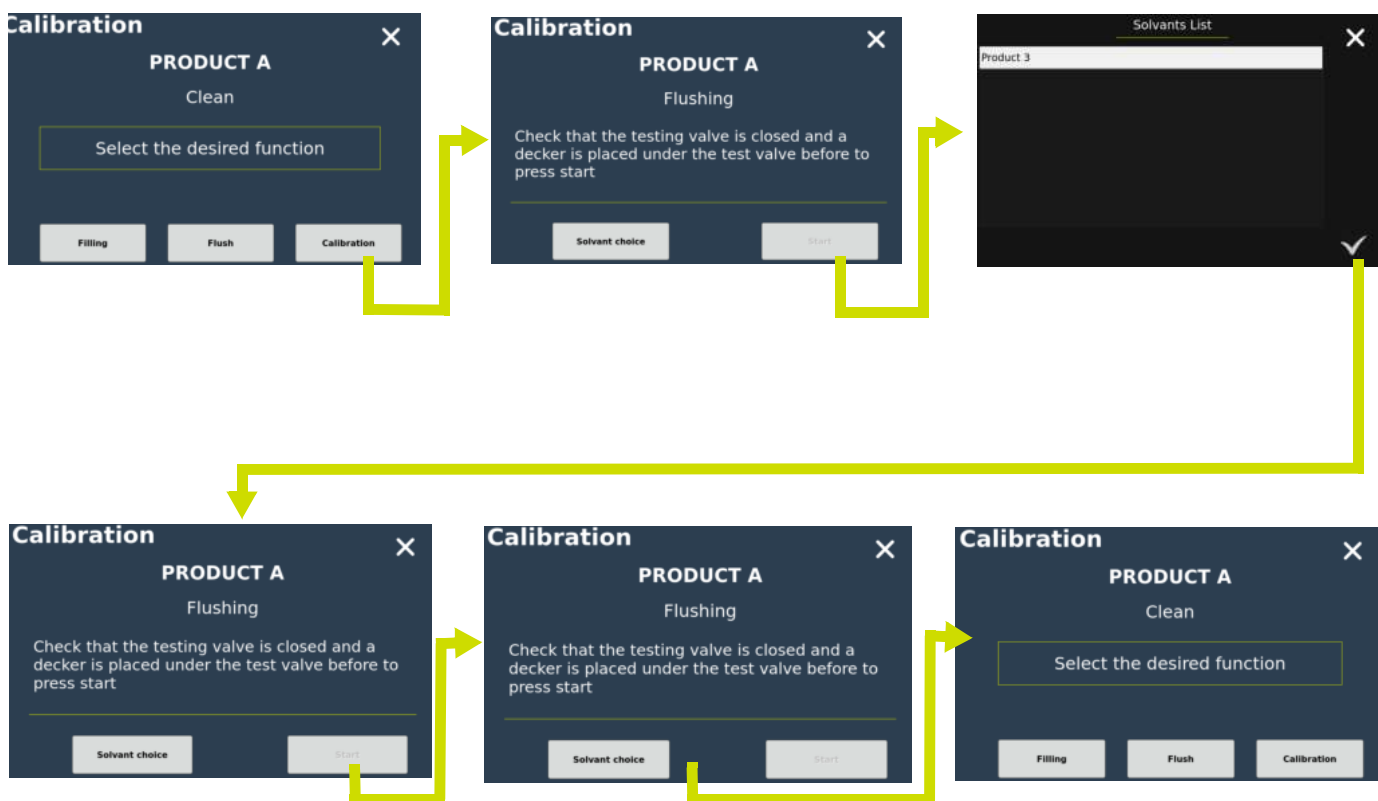 Calibration
PRODUCT A
Clean
Select the desired function
Filling
Flush
Calibration
Calibration
PRODUCT A
Flushing
Check that the testing valve is closed and a
decker is placed under the test valve before to
press start
Solvant choice
Start
Solvants List
Product 3
Calibration
PRODUCT A
Flushing
Check that the testing valve is closed and a
decker is placed under the test valve before to
press start
Solvant choice
Start
Calibration
PRODUCT A
Flushing
Check that the testing valve is closed and a
decker is placed under the test valve before to
press start
Solvant choice
Start
Calibration
PRODUCT A
Clean
Select the desired function
Filling
Flush
Calibration